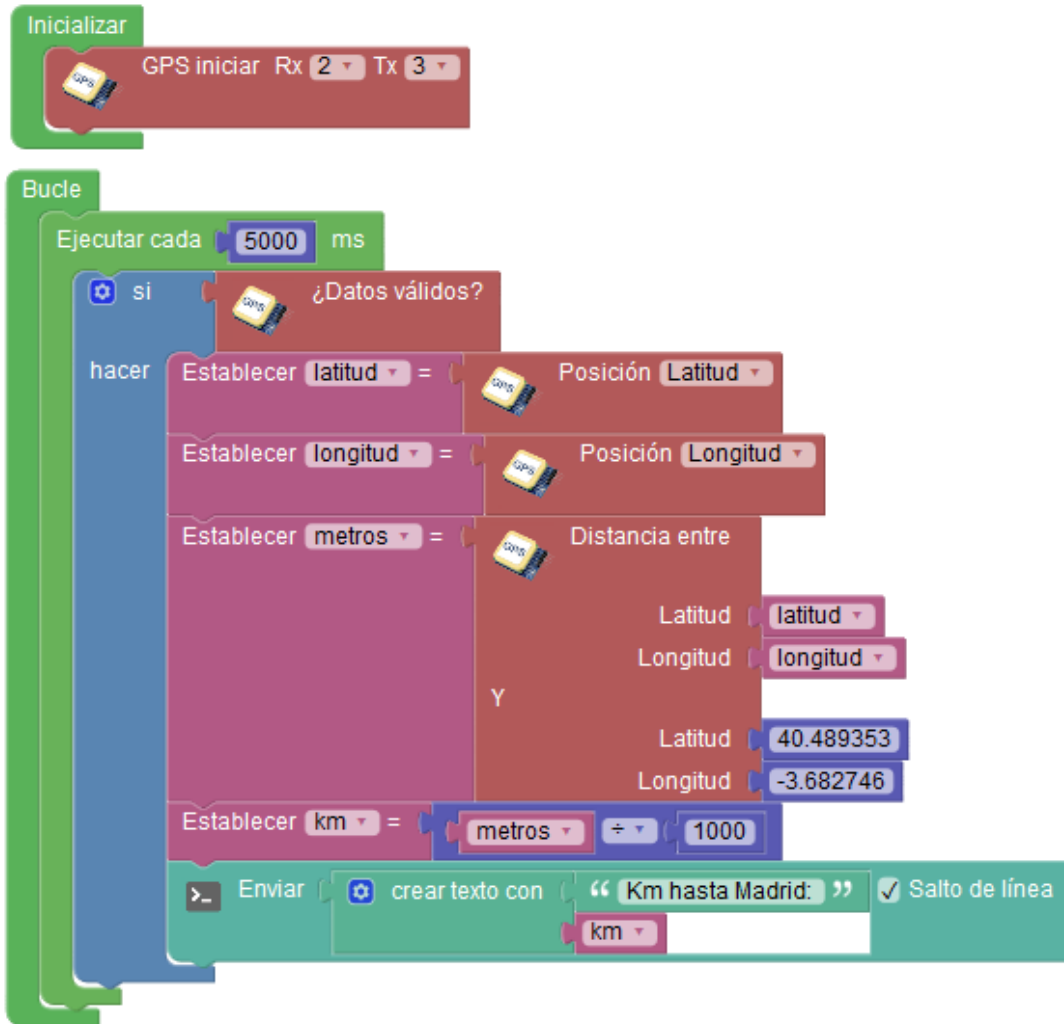 Inicializar
GPS iniciar Rx 2 Tx 3
Bucle
Ejecutar cada 5000 ms
si ¿Datos válidos?
hacer Establecer latitud = Posición Latitud
Establecer longitud = Posición Longitud
Establecer metros = Distancia entre
Latitud latitud
Longitud longitud
Y
Latitud 40.489353
Longitud -3.682746
Establecer km = metros ÷ 1000
>_ Enviar crear texto con “ Km hasta Madrid: ” Salto de línea
km